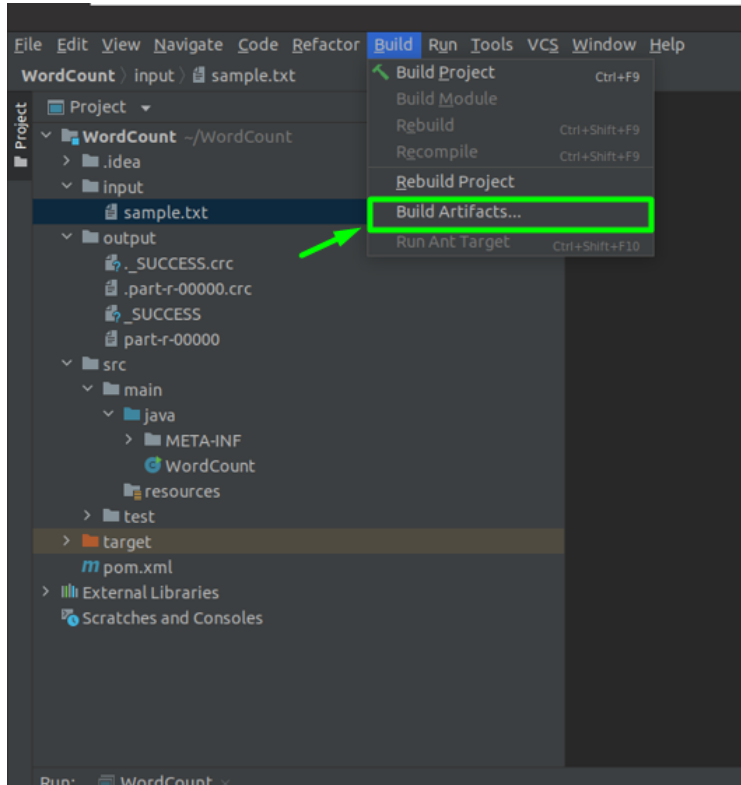 File Edit View Navigate Code Refactor Build Run Tools VCS Window Help
WordCount input sample.txt
Project
Project
WordCount ~/WordCount
.idea
input
sample.txt
output
._SUCCESS.crc
.part-r-00000.crc
_SUCCESS
part-r-00000
src
main
java
META-INF
WordCount
resources
test
target
pom.xml
External Libraries
Scratches and Consoles
Build Project Ctrl+F9
Build Module
Rebuild Ctrl+Shift+F9
Recompile Ctrl+Shift+F9
Rebuild Project
Build Artifacts...
Run Ant Target Ctrl+Shift+F10
Run: WordCount